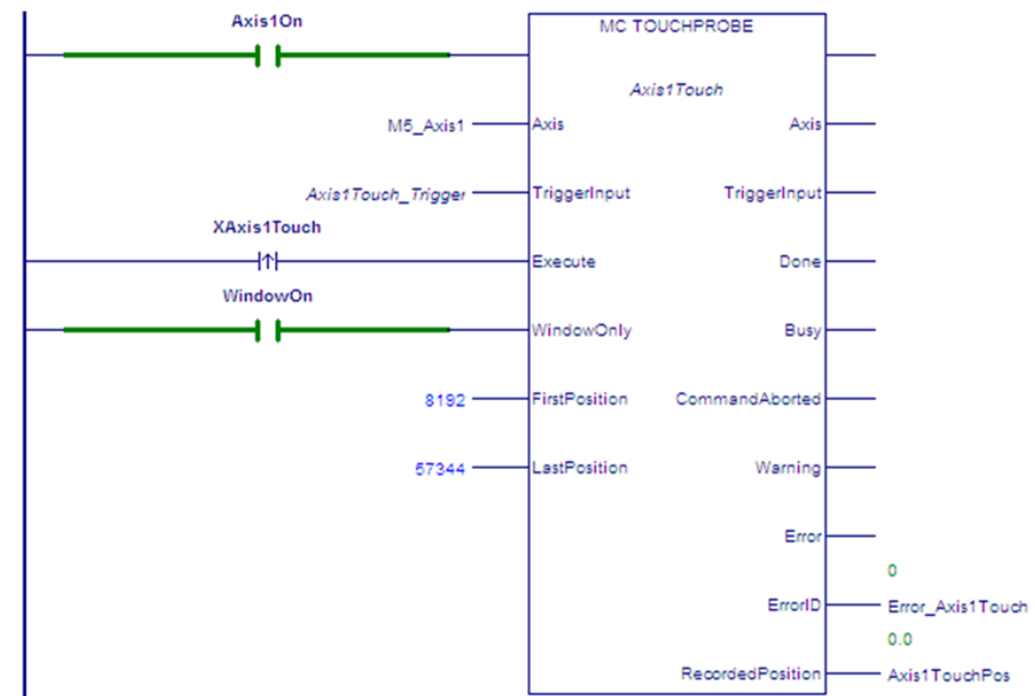 Axis1On
MC TOUCHPROBE
Axis1Touch
M5_Axis1 Axis Axis
Axis1Touch_Trigger TriggerInput TriggerInput
XAxis1Touch
Execute Done
WindowOn
WindowOnly Busy
8192 FirstPosition CommandAborted
57344 LastPosition Warning
Error
0
ErrorID Error_Axis1Touch
0.0
RecordedPosition Axis1TouchPos